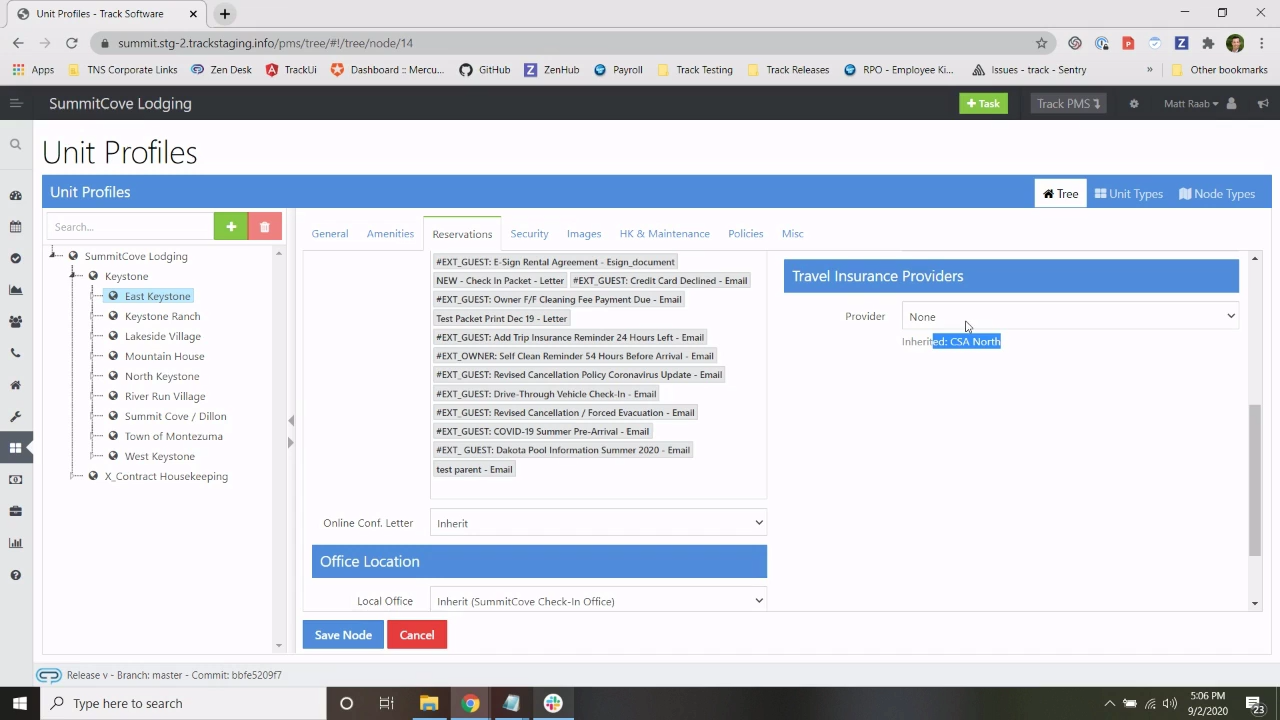 Unit Profiles - Track Software
summit.stg-2.trackstaging.info/pms/tree/#!/tree/node/14
Apps
TNS Corporate Links
Zen Desk
TrackUi
Dashboard :: Mercu...
GitHub
ZenHub
Payroll
Track Testing
Track Releases
RPO - Employee Ki...
Issues - track - Sentry
»
Other bookmarks
SummitCove Lodging
+ Task
Track PMS
Matt Raab
Unit Profiles
Unit Profiles
Tree
Unit Types
Node Types
Search...
General
Amenities
Reservations
Security
Images
HK & Maintenance
Policies
Misc
SummitCove Lodging
Keystone
East Keystone
Keystone Ranch
Lakeside Village
Mountain House
North Keystone
River Run Village
Summit Cove / Dillon
Town of Montezuma
West Keystone
X_Contract Housekeeping
#EXT_GUEST: E-Sign Rental Agreement - Esign_document
NEW - Check In Packet - Letter
#EXT_GUEST: Credit Card Declined - Email
#EXT_GUEST: Owner F/F Cleaning Fee Payment Due - Email
Test Packet Print Dec 19 - Letter
#EXT_GUEST: Add Trip Insurance Reminder 24 Hours Left - Email
#EXT_OWNER: Self Clean Reminder 54 Hours Before Arrival - Email
#EXT_GUEST: Revised Cancellation Policy Coronavirus Update - Email
#EXT_GUEST: Drive-Through Vehicle Check-In - Email
#EXT_GUEST: Revised Cancellation / Forced Evacuation - Email
#EXT_GUEST: COVID-19 Summer Pre-Arrival - Email
#EXT_ GUEST: Dakota Pool Information Summer 2020 - Email
test parent - Email
Online Conf. Letter
Inherit
Office Location
Local Office
Inherit (SummitCove Check-In Office)
Travel Insurance Providers
Provider
None
Inherited: CSA North
Save Node
Cancel
Release v - Branch: master - Commit: bbfe5209f7
Type here to search
5:06 PM
9/2/2020
23